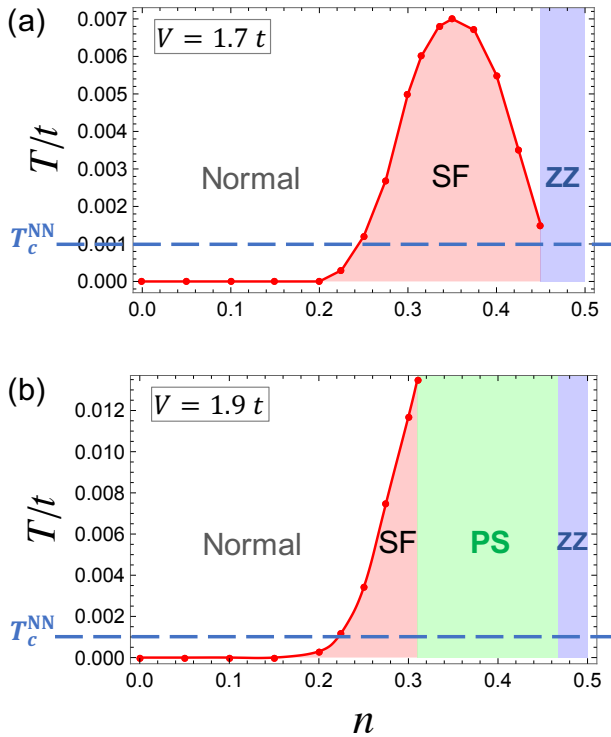 (a)
V = 1.7 t
T/t
0.007
0.006
0.005
0.004
0.003
0.002
0.001
0.000
T_c^NN
Normal
SF
ZZ
0.0 0.1 0.2 0.3 0.4 0.5
(b)
V = 1.9 t
T/t
0.012
0.010
0.008
0.006
0.004
0.002
0.000
T_c^NN
Normal
SF
PS
ZZ
0.0 0.1 0.2 0.3 0.4 0.5
n